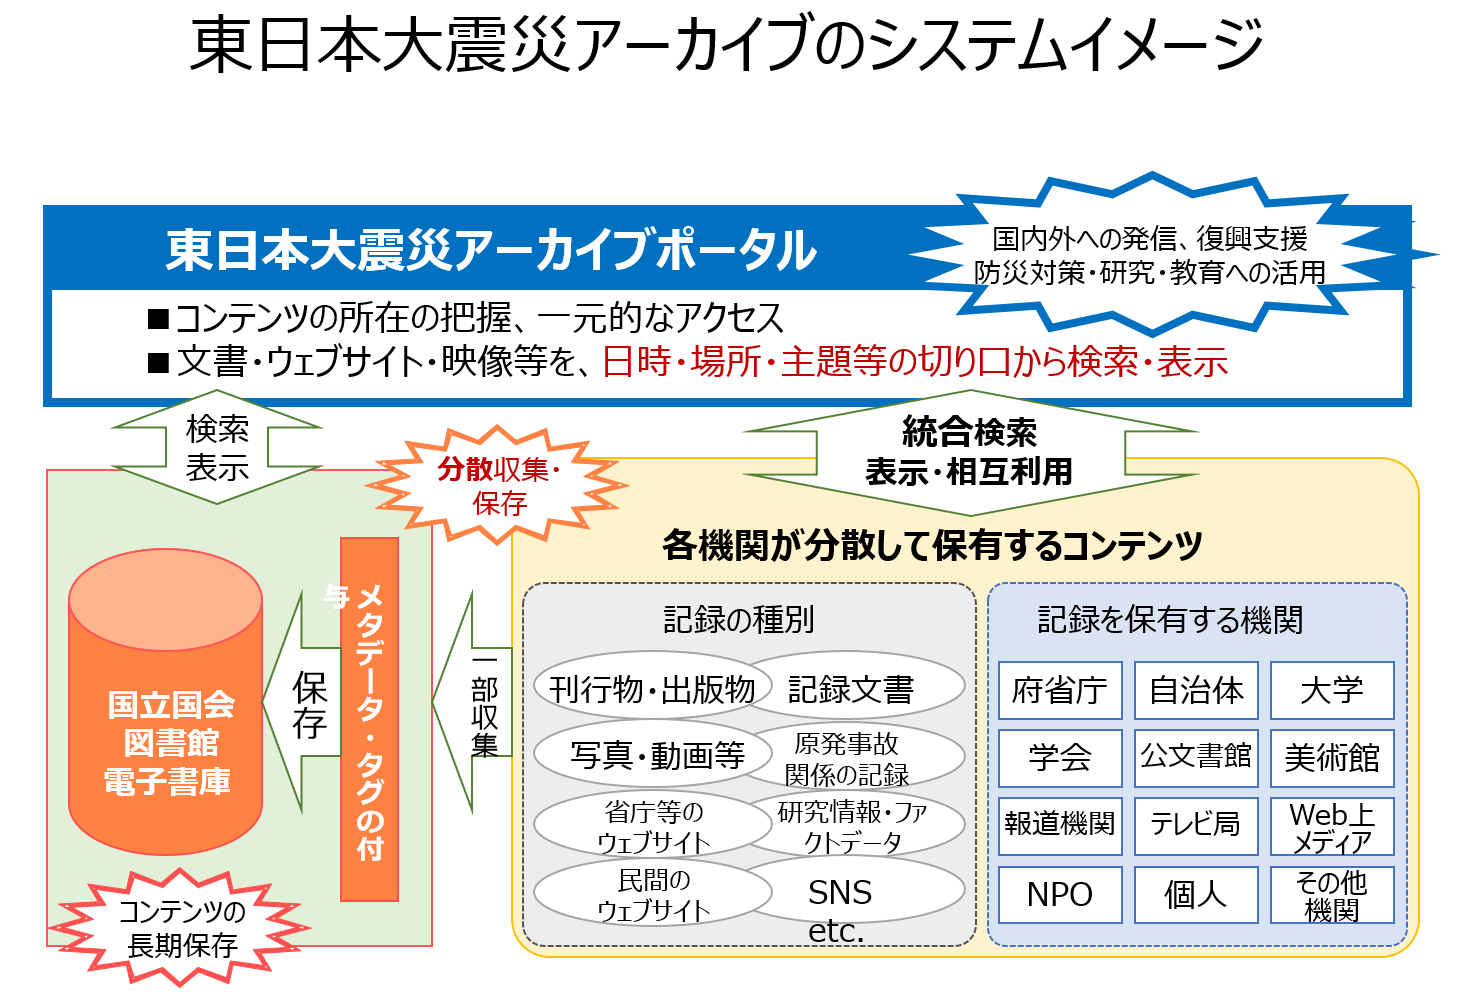 東日本大震災アーカイブのシステムイメージ
東日本大震災アーカイブポータル
国内外への発信、復興支援
防災対策・研究・教育への活用
■コンテンツの所在の把握、一元的なアクセス
■文書・ウェブサイト・映像等を、日時・場所・主題等の切り口から検索・表示
検索
表示
分散収集・
保存
統合検索
表示・相互利用
各機関が分散して保有するコンテンツ
国立国会
図書館
電子書庫
保存
メタデータ・タグの付
与
一部収集
コンテンツの
長期保存
記録の種別
刊行物・出版物
記録文書
写真・動画等
原発事故
関係の記録
省庁等の
ウェブサイト
研究情報・ファ
クトデータ
民間の
ウェブサイト
SNS
etc.
記録を保有する機関
府省庁
自治体
大学
学会
公文書館
美術館
報道機関
テレビ局
Web上
メディア
NPO
個人
その他
機関